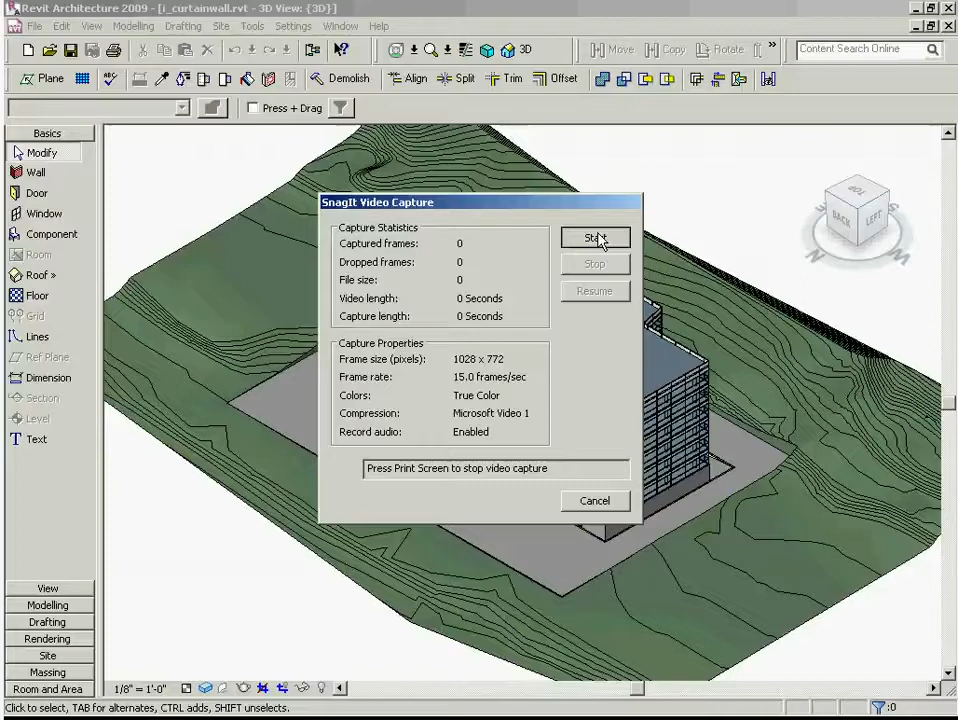 Revit Architecture 2009 - [i_curtainwall.rvt - 3D View: {3D}]
File Edit View Modelling Drafting Site Tools Settings Window Help
3D Move Copy Rotate » Content Search Online
Plane Demolish Align Split Trim Offset
Press + Drag
Basics
Modify
Wall
Door
Window
Component
Room
Roof »
Floor
Grid
Lines
Ref Plane
Dimension
Section
Level
Text
View
Modelling
Drafting
Rendering
Site
Massing
Room and Area
SnagIt Video Capture
Capture Statistics
Captured frames: 0
Dropped frames: 0
File size: 0
Video length: 0 Seconds
Capture length: 0 Seconds
Start
Stop
Resume
Capture Properties
Frame size (pixels): 1028 x 772
Frame rate: 15.0 frames/sec
Colors: True Color
Compression: Microsoft Video 1
Record audio: Enabled
Press Print Screen to stop video capture
Cancel
TOP
BACK
LEFT
S
N
1/8" = 1'-0"
Click to select, TAB for alternates, CTRL adds, SHIFT unselects.
:0